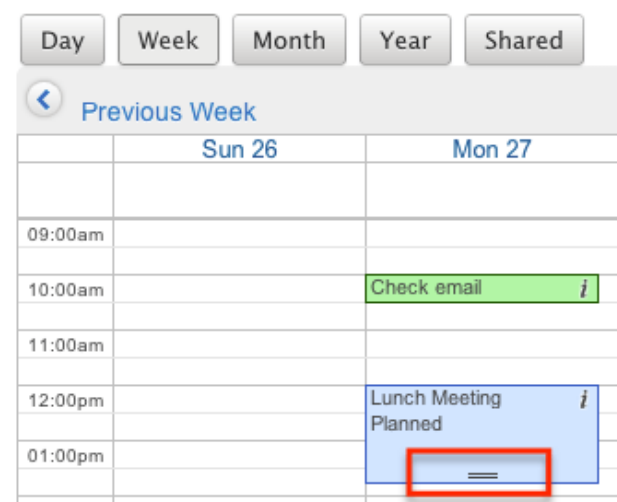 Day Week Month Year Shared
Previous Week
Sun 26 Mon 27
09:00am
10:00am Check email i
11:00am
12:00pm Lunch Meeting i
Planned
01:00pm